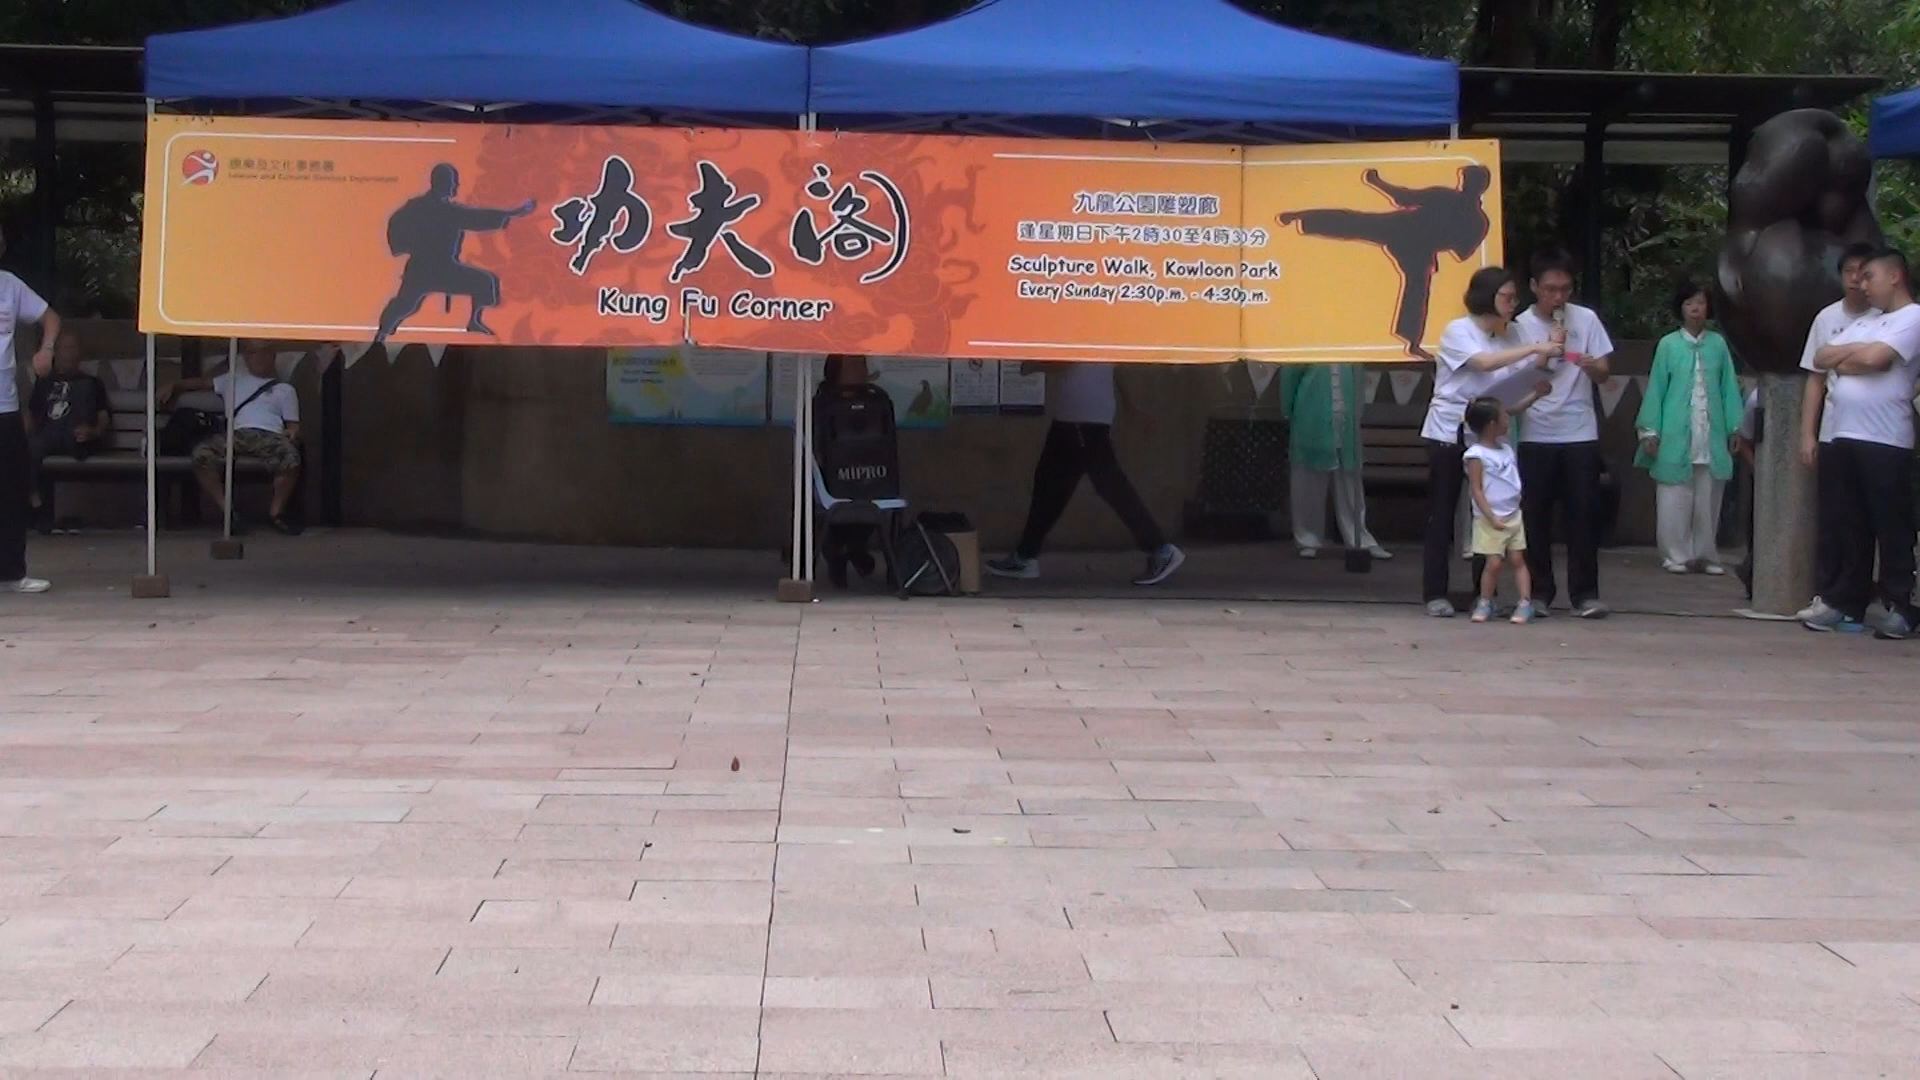 康樂及文化事務署
Leisure and Cultural Services Department
功夫閣
Kung Fu Corner
九龍公園雕塑廊
逢星期日下午2時30至4時30分
Sculpture Walk, Kowloon Park
Every Sunday 2:30p.m. - 4:30p.m.
MIPRO